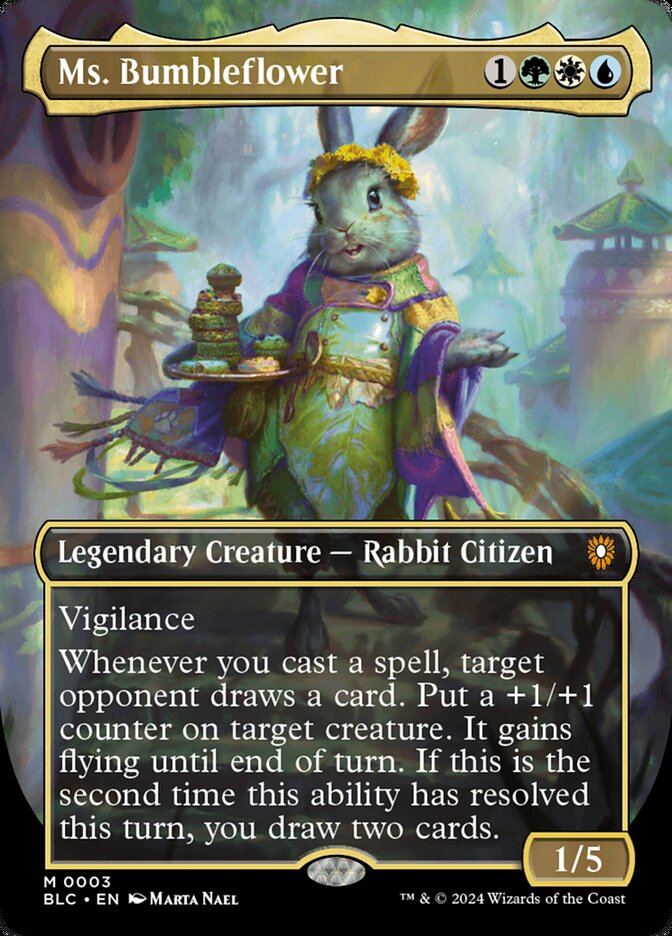 Ms. Bumbleflower 1
Legendary Creature — Rabbit Citizen
Vigilance
Whenever you cast a spell, target
opponent draws a card. Put a +1/+1
counter on target creature. It gains
flying until end of turn. If this is the
second time this ability has resolved
this turn, you draw two cards.
1/5
M 0003
BLC • EN Marta Nael
™ & © 2024 Wizards of the Coast